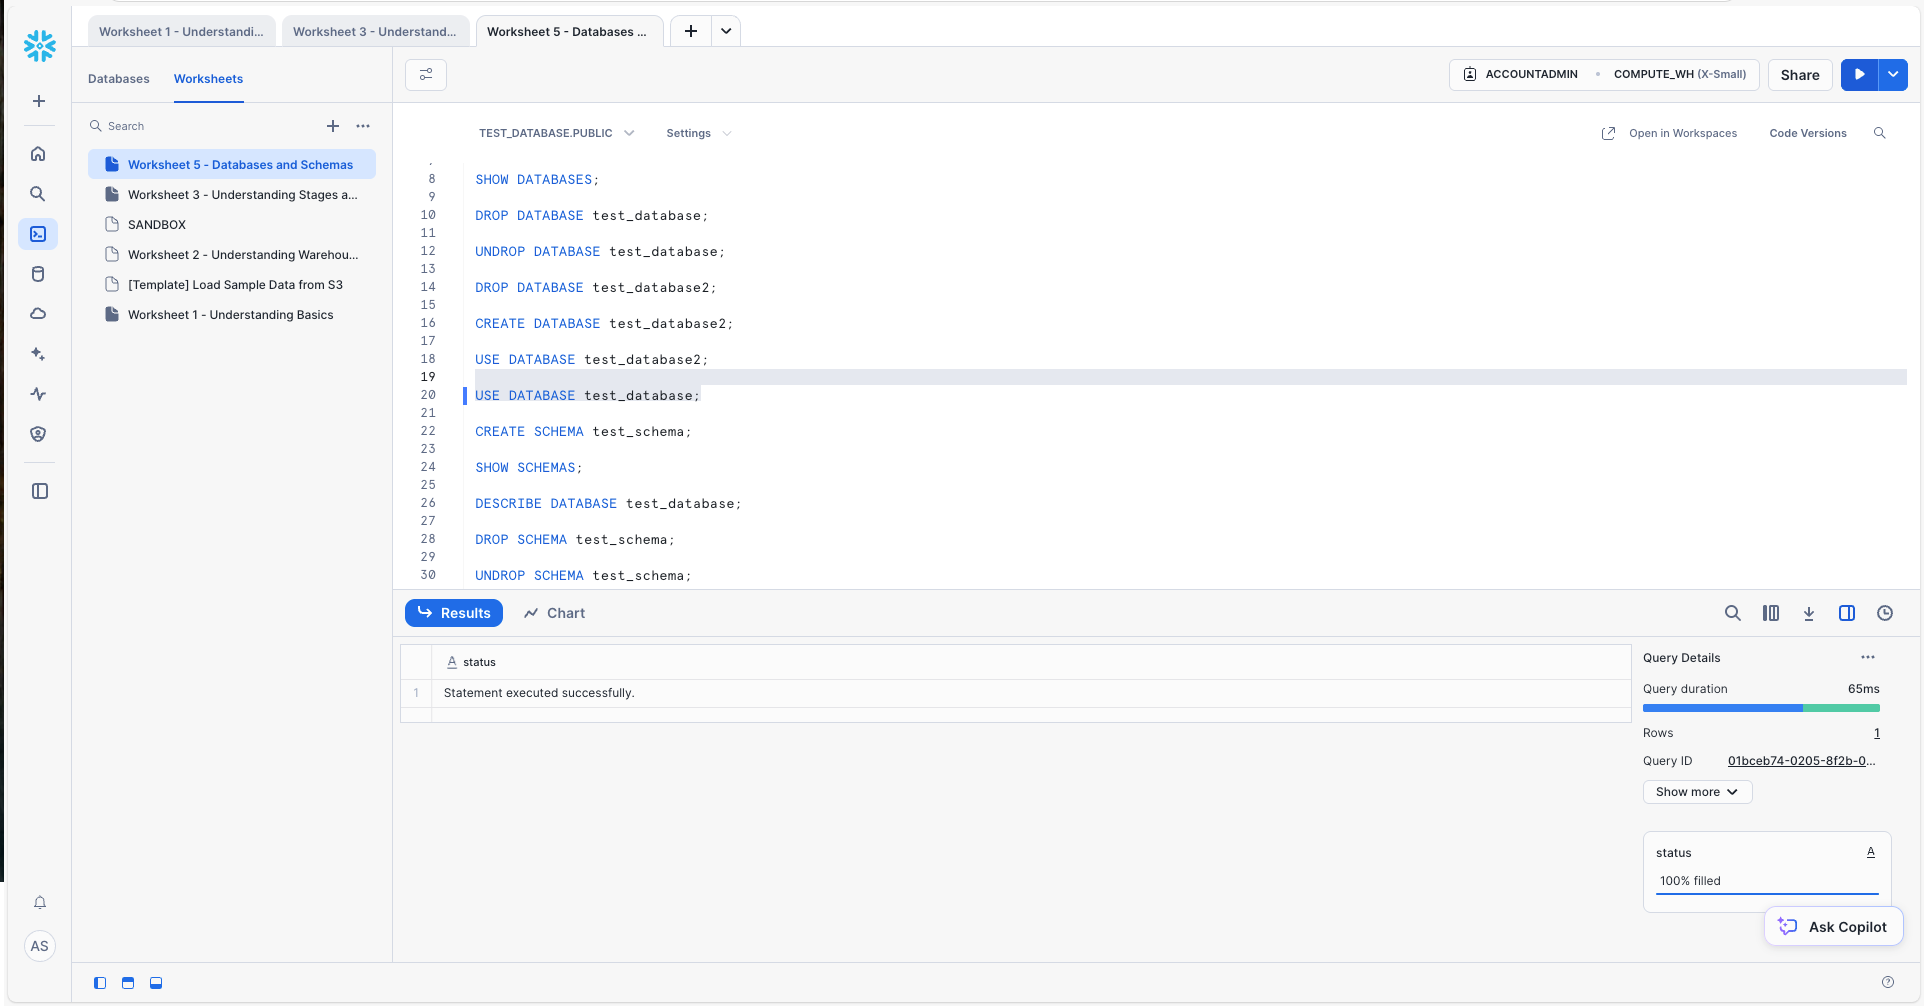 Worksheet 1 - Understandi...
Worksheet 3 - Understand...
Worksheet 5 - Databases ...
Databases
Worksheets
ACCOUNTADMIN
COMPUTE_WH (X-Small)
Share
Search
TEST_DATABASE.PUBLIC
Settings
Open in Workspaces
Code Versions
Worksheet 5 - Databases and Schemas
Worksheet 3 - Understanding Stages a...
SANDBOX
Worksheet 2 - Understanding Warehou...
[Template] Load Sample Data from S3
Worksheet 1 - Understanding Basics
8 SHOW DATABASES;
9
10 DROP DATABASE test_database;
11
12 UNDROP DATABASE test_database;
13
14 DROP DATABASE test_database2;
15
16 CREATE DATABASE test_database2;
17
18 USE DATABASE test_database2;
19
20 USE DATABASE test_database;
21
22 CREATE SCHEMA test_schema;
23
24 SHOW SCHEMAS;
25
26 DESCRIBE DATABASE test_database;
27
28 DROP SCHEMA test_schema;
29
30 UNDROP SCHEMA test_schema;
Results
Chart
A status
1 Statement executed successfully.
Query Details
Query duration 65ms
Rows 1
Query ID 01bceb74-0205-8f2b-0...
Show more
status A
100% filled
Ask Copilot
AS